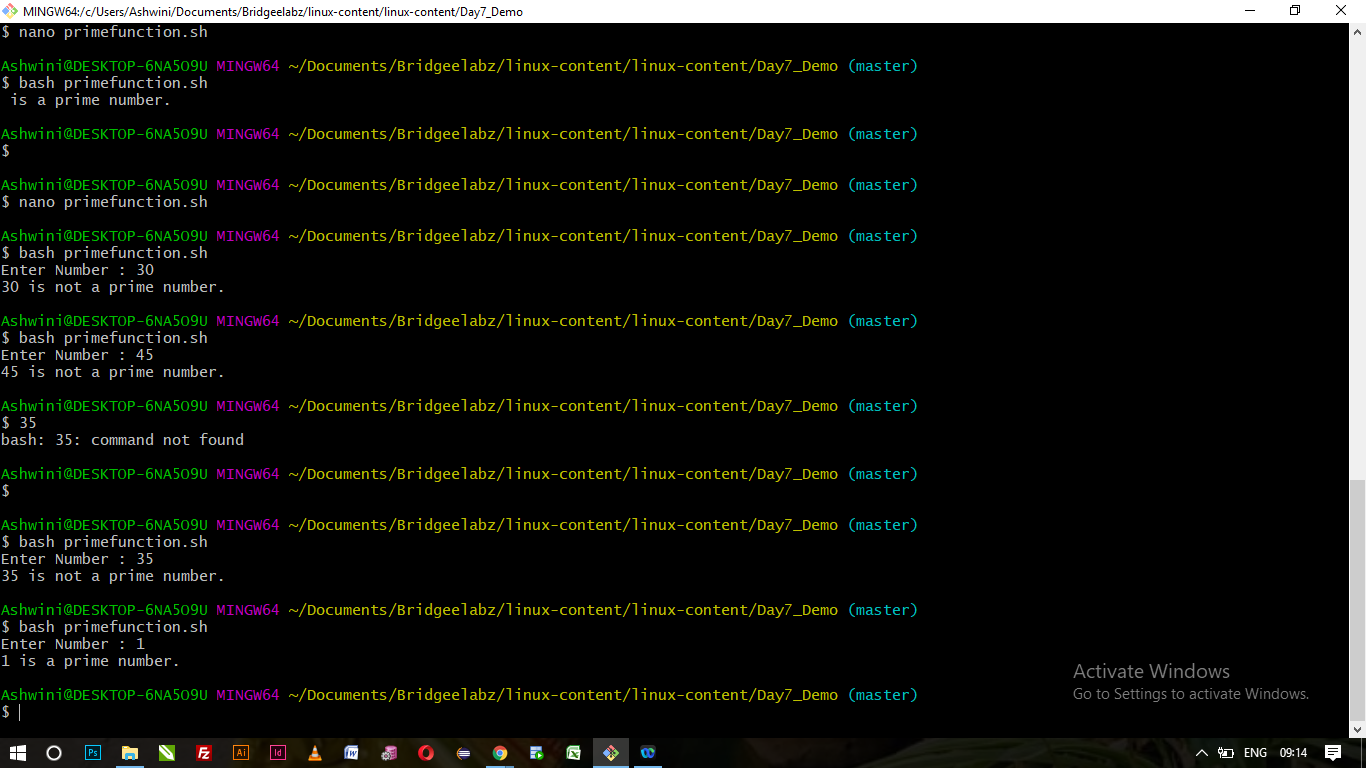 MINGW64:/c/Users/Ashwini/Documents/Bridgeelabz/linux-content/linux-content/Day7_Demo
$ nano primefunction.sh
Ashwini@DESKTOP-6NA5O9U MINGW64 ~/Documents/Bridgeelabz/linux-content/linux-content/Day7_Demo (master)
$ bash primefunction.sh
 is a prime number.
Ashwini@DESKTOP-6NA5O9U MINGW64 ~/Documents/Bridgeelabz/linux-content/linux-content/Day7_Demo (master)
$
Ashwini@DESKTOP-6NA5O9U MINGW64 ~/Documents/Bridgeelabz/linux-content/linux-content/Day7_Demo (master)
$ nano primefunction.sh
Ashwini@DESKTOP-6NA5O9U MINGW64 ~/Documents/Bridgeelabz/linux-content/linux-content/Day7_Demo (master)
$ bash primefunction.sh
Enter Number : 30
30 is not a prime number.
Ashwini@DESKTOP-6NA5O9U MINGW64 ~/Documents/Bridgeelabz/linux-content/linux-content/Day7_Demo (master)
$ bash primefunction.sh
Enter Number : 45
45 is not a prime number.
Ashwini@DESKTOP-6NA5O9U MINGW64 ~/Documents/Bridgeelabz/linux-content/linux-content/Day7_Demo (master)
$ 35
bash: 35: command not found
Ashwini@DESKTOP-6NA5O9U MINGW64 ~/Documents/Bridgeelabz/linux-content/linux-content/Day7_Demo (master)
$
Ashwini@DESKTOP-6NA5O9U MINGW64 ~/Documents/Bridgeelabz/linux-content/linux-content/Day7_Demo (master)
$ bash primefunction.sh
Enter Number : 35
35 is not a prime number.
Ashwini@DESKTOP-6NA5O9U MINGW64 ~/Documents/Bridgeelabz/linux-content/linux-content/Day7_Demo (master)
$ bash primefunction.sh
Enter Number : 1
1 is a prime number.
Ashwini@DESKTOP-6NA5O9U MINGW64 ~/Documents/Bridgeelabz/linux-content/linux-content/Day7_Demo (master)
$
Activate Windows
Go to Settings to activate Windows.
Ps Fz Ai Id W ENG 09:14